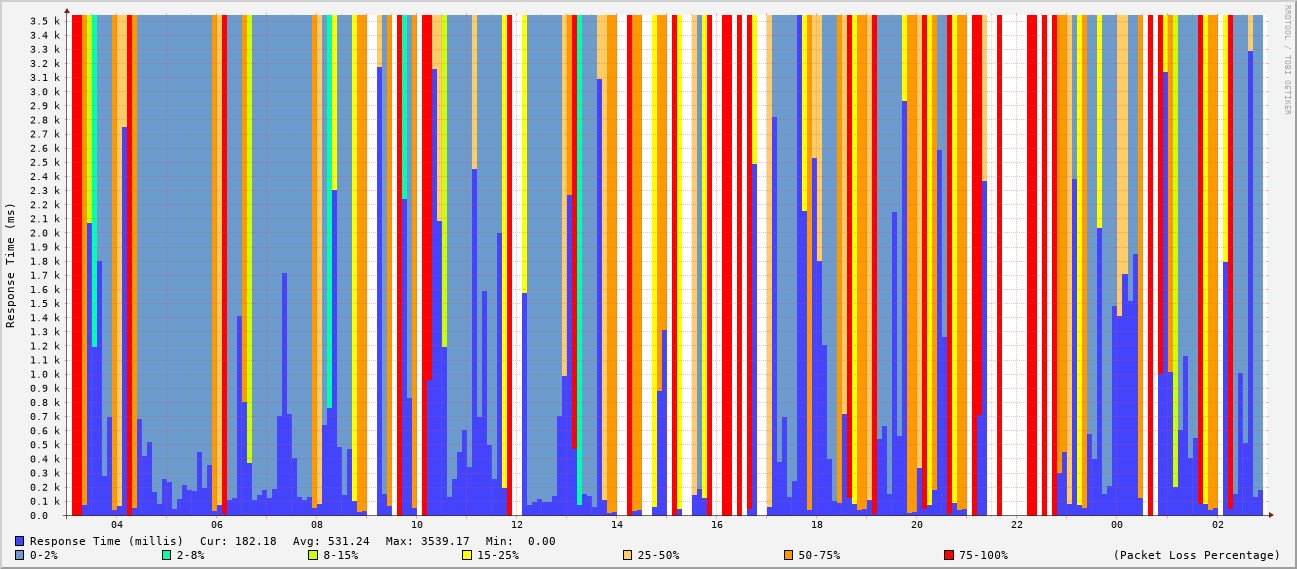 3.5 k
3.4 k
3.3 k
3.2 k
3.1 k
3.0 k
2.9 k
2.8 k
2.7 k
2.6 k
2.5 k
2.4 k
2.3 k
2.2 k
2.1 k
2.0 k
1.9 k
1.8 k
1.7 k
1.6 k
1.5 k
1.4 k
1.3 k
1.2 k
1.1 k
1.0 k
0.9 k
0.8 k
0.7 k
0.6 k
0.5 k
0.4 k
0.3 k
0.2 k
0.1 k
0.0
Response Time (ms)
RRDTOOL / TOBI OETIKER
04 06 08 10 12 14 16 18 20 22 00 02
Response Time (millis) Cur: 182.18 Avg: 531.24 Max: 3539.17 Min: 0.00
0-2% 2-8% 8-15% 15-25% 25-50% 50-75% 75-100% (Packet Loss Percentage)